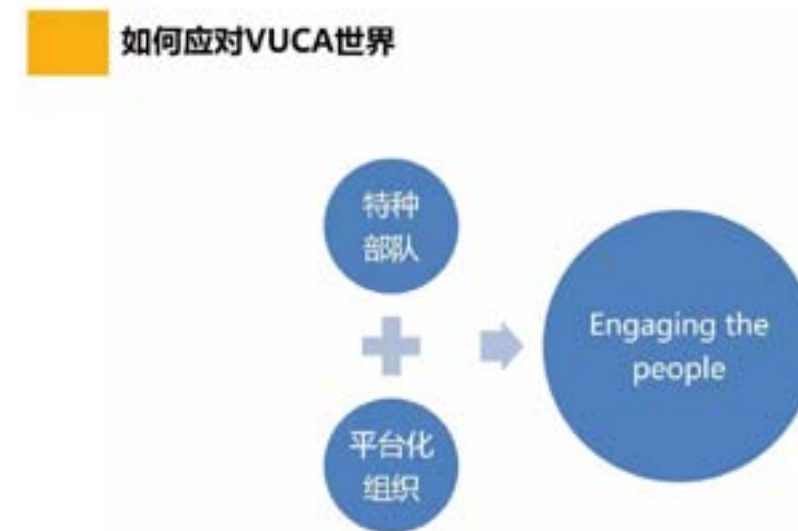 如何应对VUCA世界
特种
部队
Engaging the
people
平台化
组织